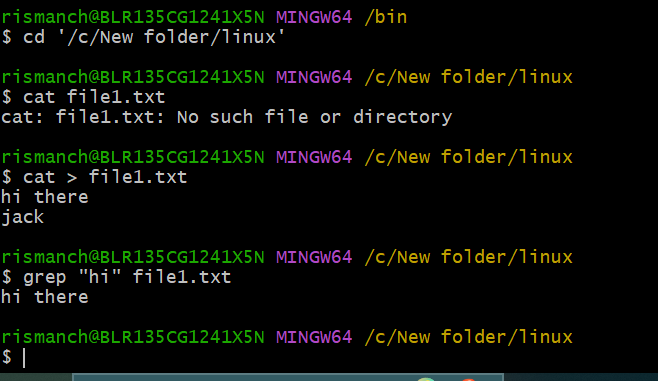 rismanch@BLR135CG1241X5N MINGW64 /bin
$ cd '/c/New folder/linux'
rismanch@BLR135CG1241X5N MINGW64 /c/New folder/linux
$ cat file1.txt
cat: file1.txt: No such file or directory
rismanch@BLR135CG1241X5N MINGW64 /c/New folder/linux
$ cat > file1.txt
hi there
jack
rismanch@BLR135CG1241X5N MINGW64 /c/New folder/linux
$ grep "hi" file1.txt
hi there
rismanch@BLR135CG1241X5N MINGW64 /c/New folder/linux
$